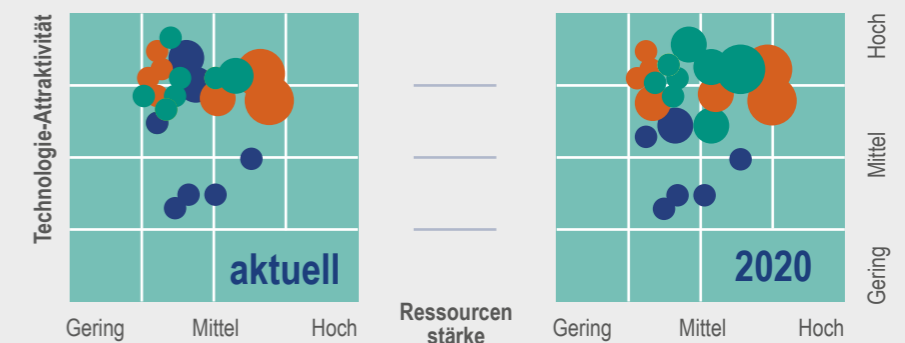 Technologie-Attraktivität
aktuell
2020
Hoch
Mittel
Gering
Gering Mittel Hoch
Ressourcen
stärke
Gering Mittel Hoch